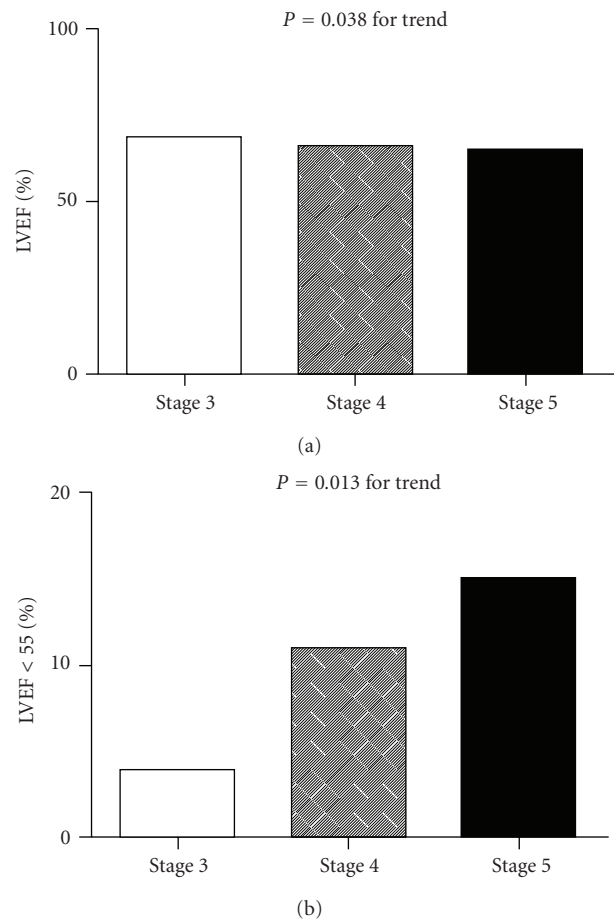 P = 0.038 for trend
100
50
0
LVEF (%)
Stage 3 Stage 4 Stage 5
(a)
P = 0.013 for trend
20
10
0
LVEF < 55 (%)
Stage 3 Stage 4 Stage 5
(b)